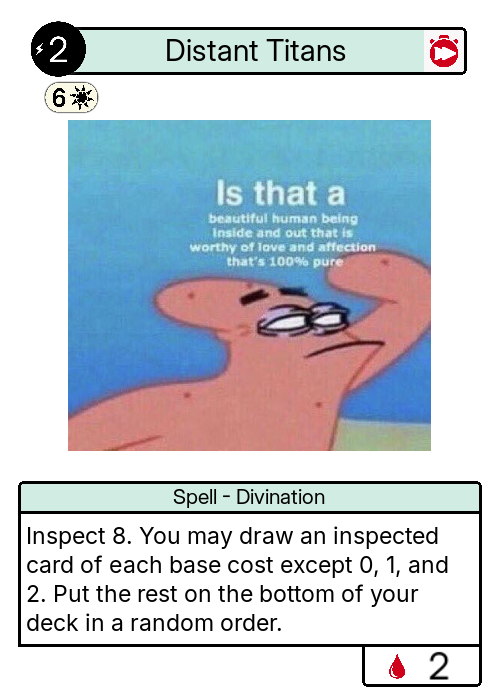 2
Distant Titans
6
Is that a
beautiful human being
inside and out that is
worthy of love and affection
that's 100% pure
Spell - Divination
Inspect 8. You may draw an inspected
card of each base cost except 0, 1, and
2. Put the rest on the bottom of your
deck in a random order.
2